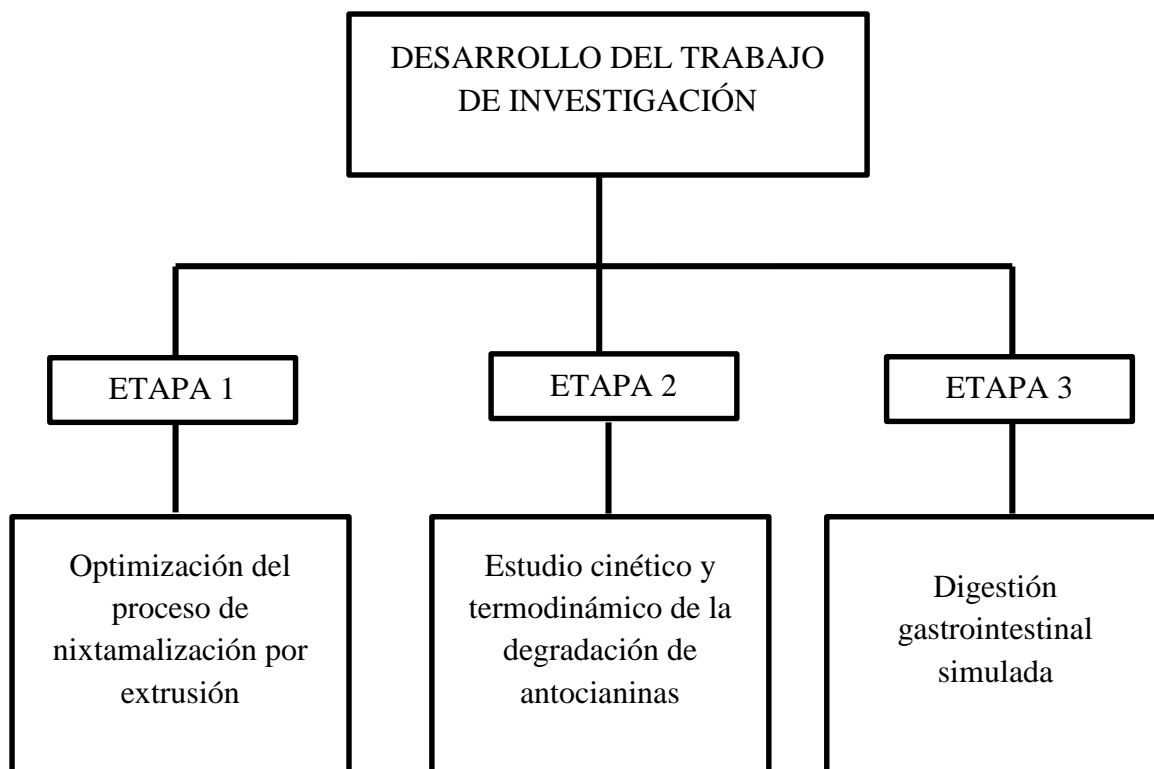 DESARROLLO DEL TRABAJO
DE INVESTIGACIÓN
ETAPA 1
ETAPA 2
ETAPA 3
Optimización del
proceso de
nixtamalización por
extrusión
Estudio cinético y
termodinámico de la
degradación de
antocianinas
Digestión
gastrointestinal
simulada